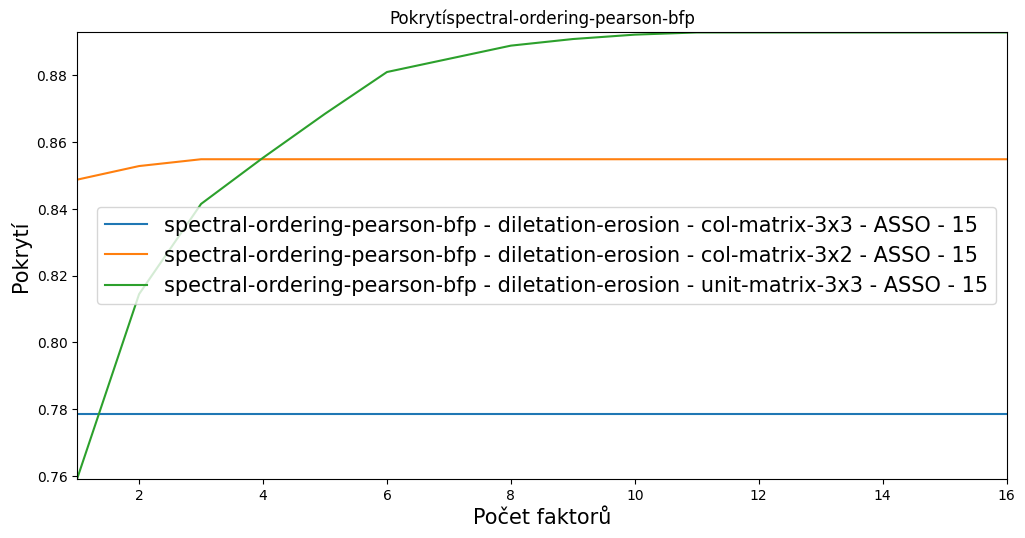 Pokrytíspectral-ordering-pearson-bfp
Pokrytí
0.88
0.86
0.84
0.82
0.80
0.78
0.76
spectral-ordering-pearson-bfp - diletation-erosion - col-matrix-3x3 - ASSO - 15
spectral-ordering-pearson-bfp - diletation-erosion - col-matrix-3x2 - ASSO - 15
spectral-ordering-pearson-bfp - diletation-erosion - unit-matrix-3x3 - ASSO - 15
2 4 6 8 10 12 14 16
Počet faktorů